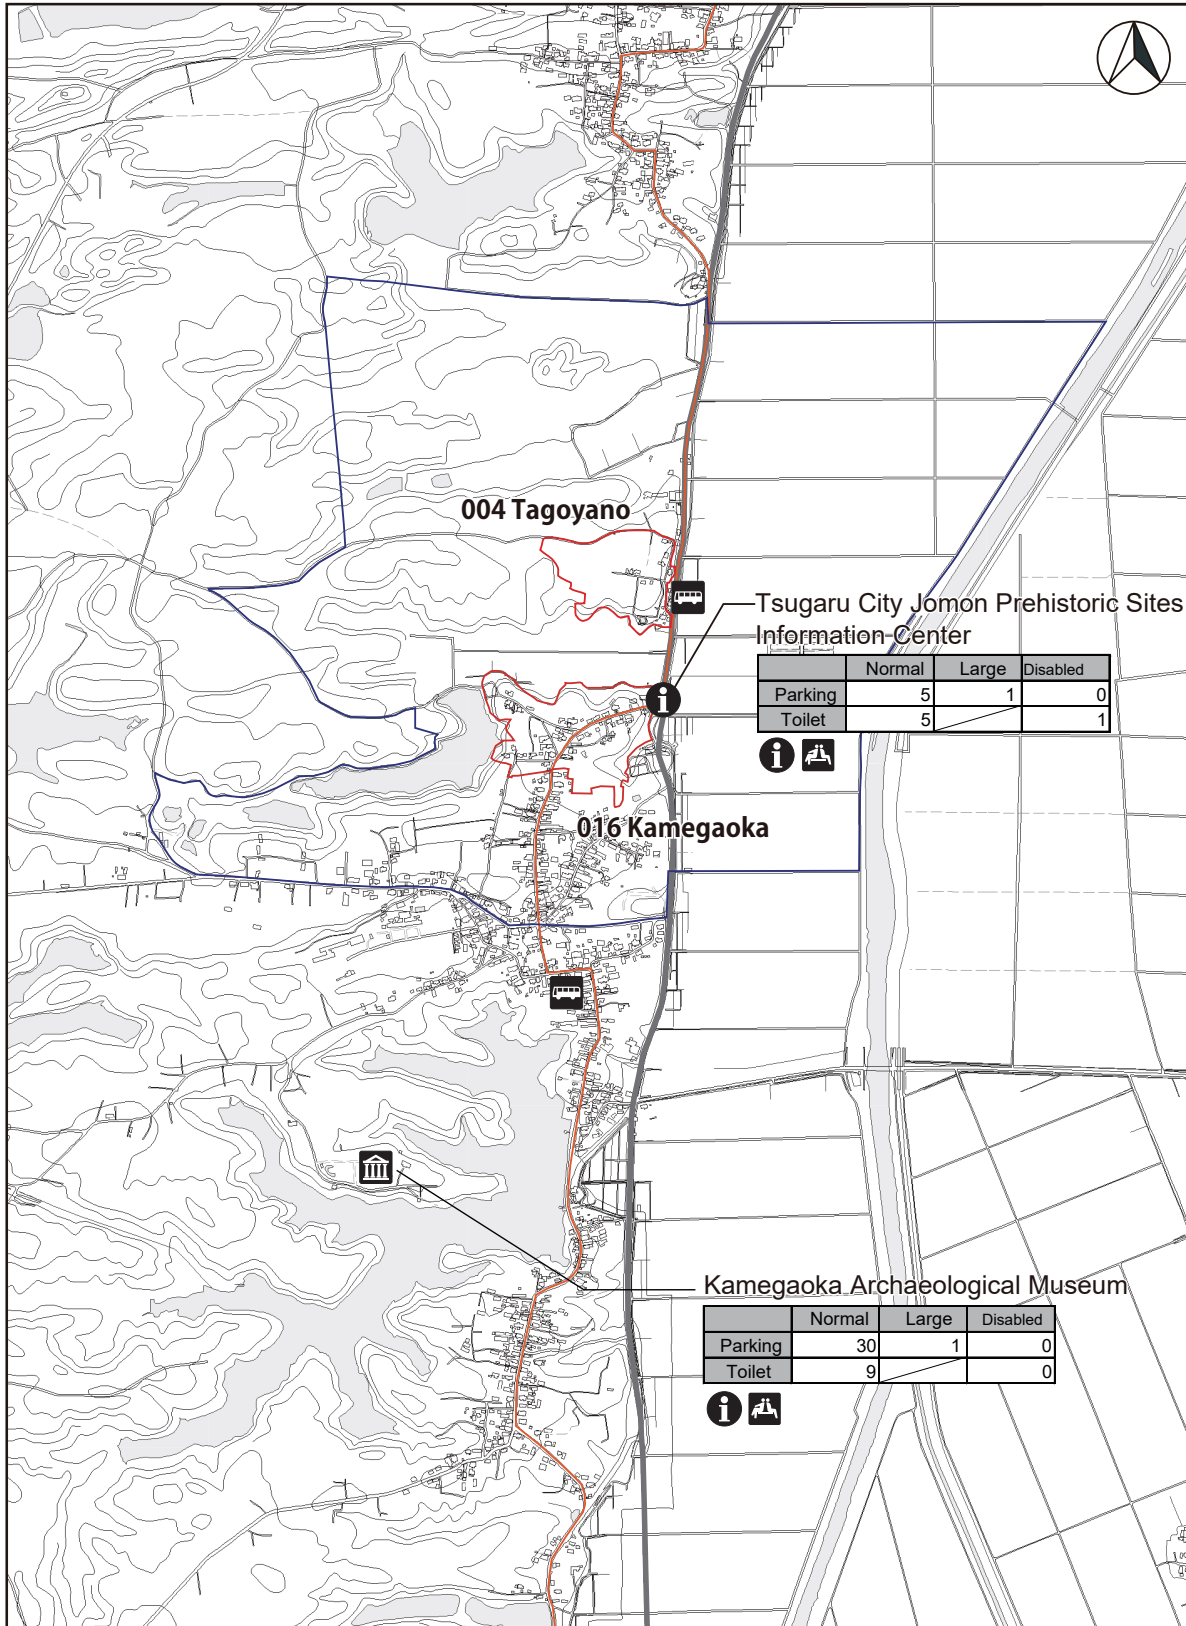 004 Tagoyano
Tsugaru City Jomon Prehistoric Sites
Information Center
Normal Large Disabled
Parking 5 1 0
Toilet 5 1
i
016 Kamegaoka
Kamegaoka Archaeological Museum
Normal Large Disabled
Parking 30 1 0
Toilet 9 0
i